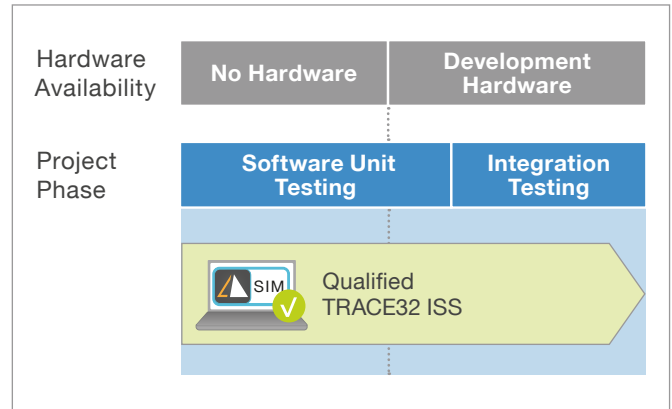 Hardware
Availability
No Hardware
Development
Hardware
Project
Phase
Software Unit
Testing
Integration
Testing
SIM
Qualified
TRACE32 ISS